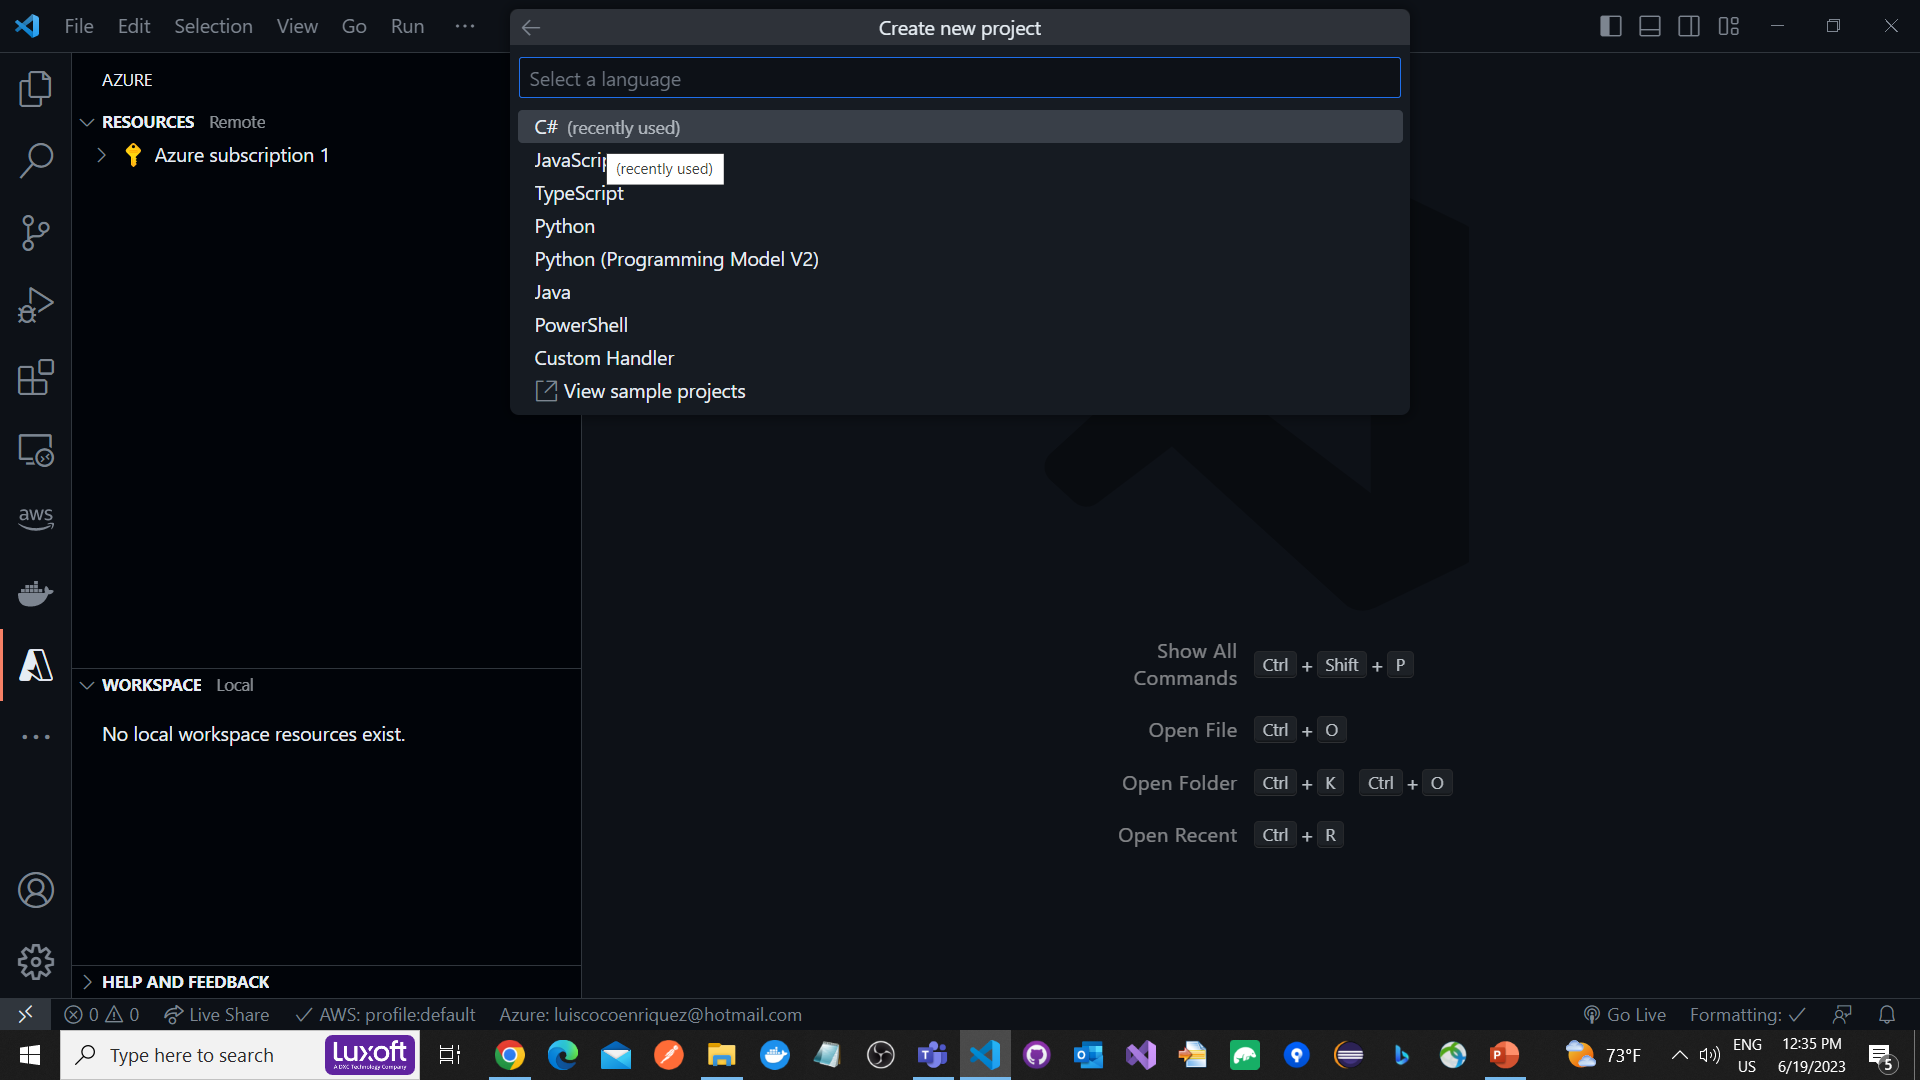 File Edit Selection View Go Run ···
Create new project
Select a language
C# (recently used)
JavaScrip
(recently used)
TypeScript
Python
Python (Programming Model V2)
Java
PowerShell
Custom Handler
View sample projects
AZURE
RESOURCES Remote
Azure subscription 1
aws
WORKSPACE Local
No local workspace resources exist.
HELP AND FEEDBACK
Show All
Commands
Ctrl + Shift + P
Open File Ctrl + O
Open Folder Ctrl + K Ctrl + O
Open Recent Ctrl + R
0 0 Live Share AWS: profile:default Azure: luiscocoenriquez@hotmail.com Go Live Formatting:
Type here to search
luxoft
A DXC Technology Company
73°F
ENG
US
12:35 PM
6/19/2023
5